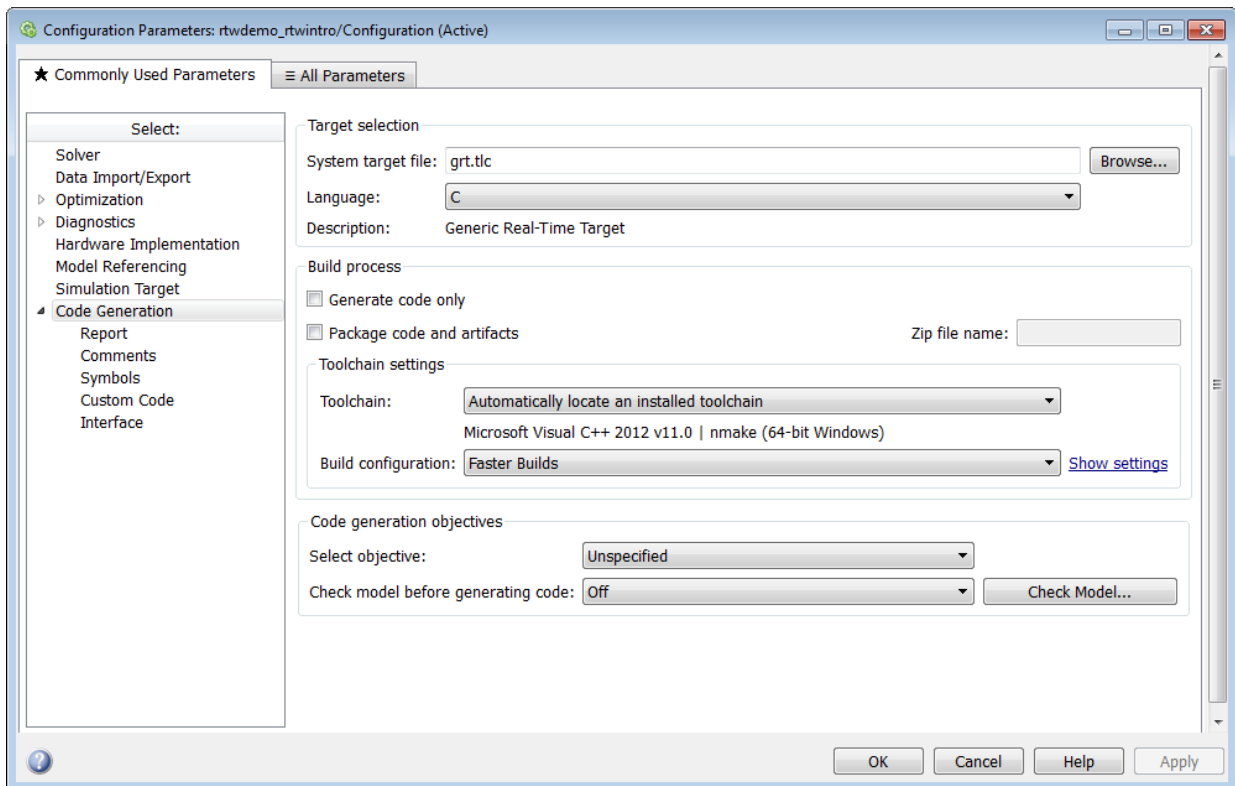 Configuration Parameters: rtwdemo_rtwintro/Configuration (Active)
★ Commonly Used Parameters
≡ All Parameters
Select:
Solver
Data Import/Export
Optimization
Diagnostics
Hardware Implementation
Model Referencing
Simulation Target
Code Generation
Report
Comments
Symbols
Custom Code
Interface
Target selection
System target file: grt.tlc Browse...
Language: C
Description: Generic Real-Time Target
Build process
Generate code only
Package code and artifacts Zip file name:
Toolchain settings
Toolchain: Automatically locate an installed toolchain
Microsoft Visual C++ 2012 v11.0 | nmake (64-bit Windows)
Build configuration: Faster Builds Show settings
Code generation objectives
Select objective: Unspecified
Check model before generating code: Off Check Model...
OK Cancel Help Apply